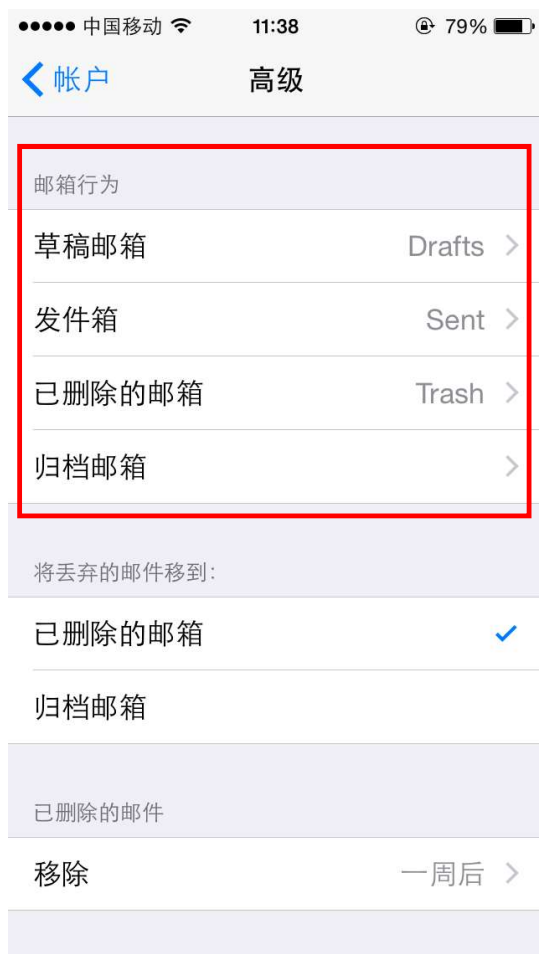 中国移动 11:38 79%
帐户 高级
邮箱行为
草稿邮箱 Drafts
发件箱 Sent
已删除的邮箱 Trash
归档邮箱
将丢弃的邮件移到：
已删除的邮箱
归档邮箱
已删除的邮件
移除 一周后